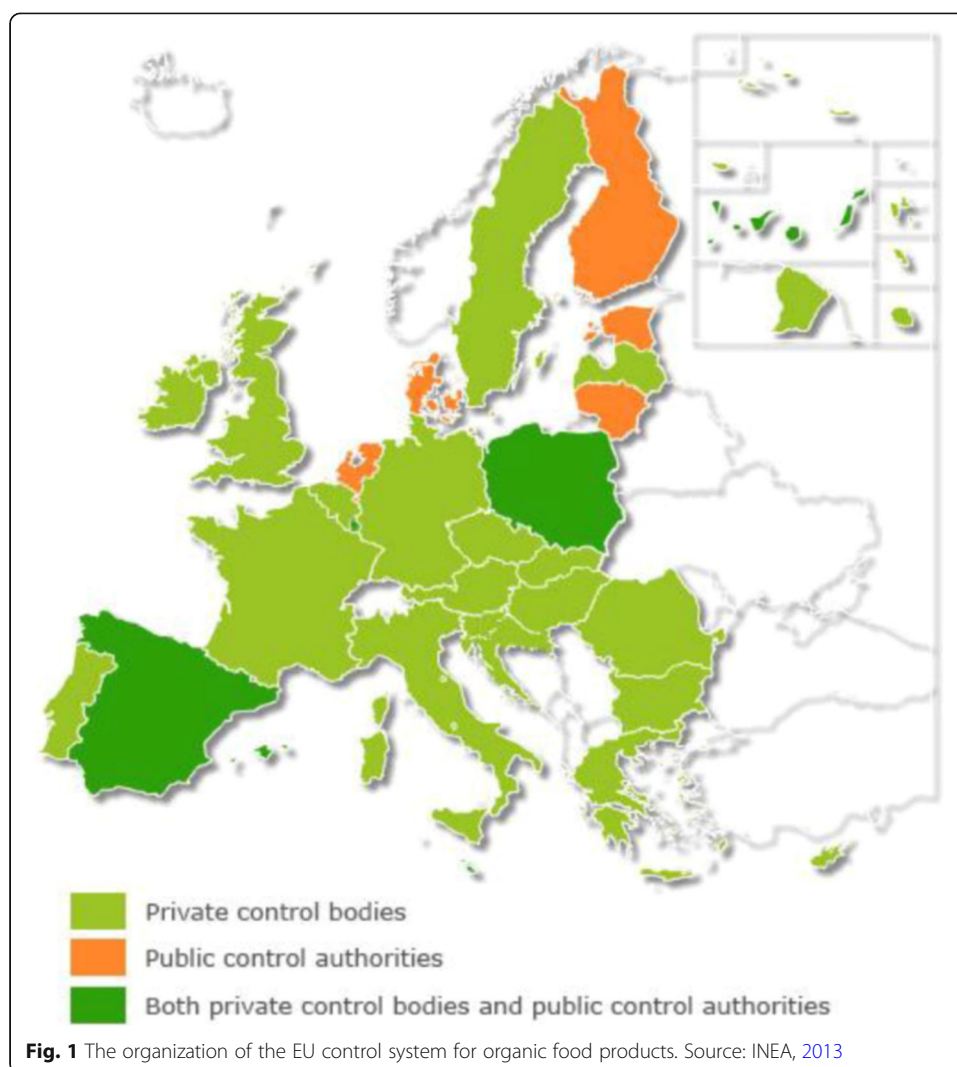 Private control bodies
Public control authorities
Both private control bodies and public control authorities
Fig. 1 The organization of the EU control system for organic food products. Source: INEA, 2013